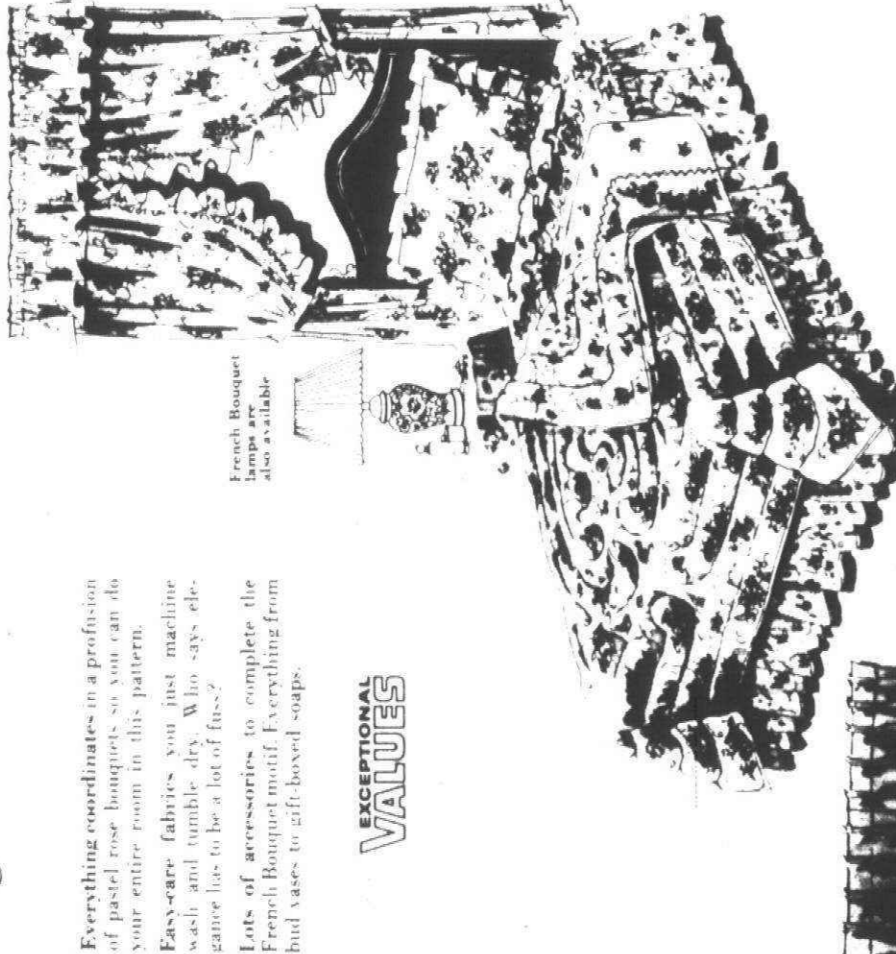 Everything coordinates in a profusion
of pastel rose bouquets so you can do
your entire room in this pattern.
Easy-care fabrics you just machine
wash and tumble dry. Who says ele-
gance has to be a lot of fuss?
Lots of accessories to complete the
French Bouquet motif. Everything from
bud vases to gift-boxed soaps.
French Bouquet
lamps are
also available
EXCEPTIONAL
VALUES